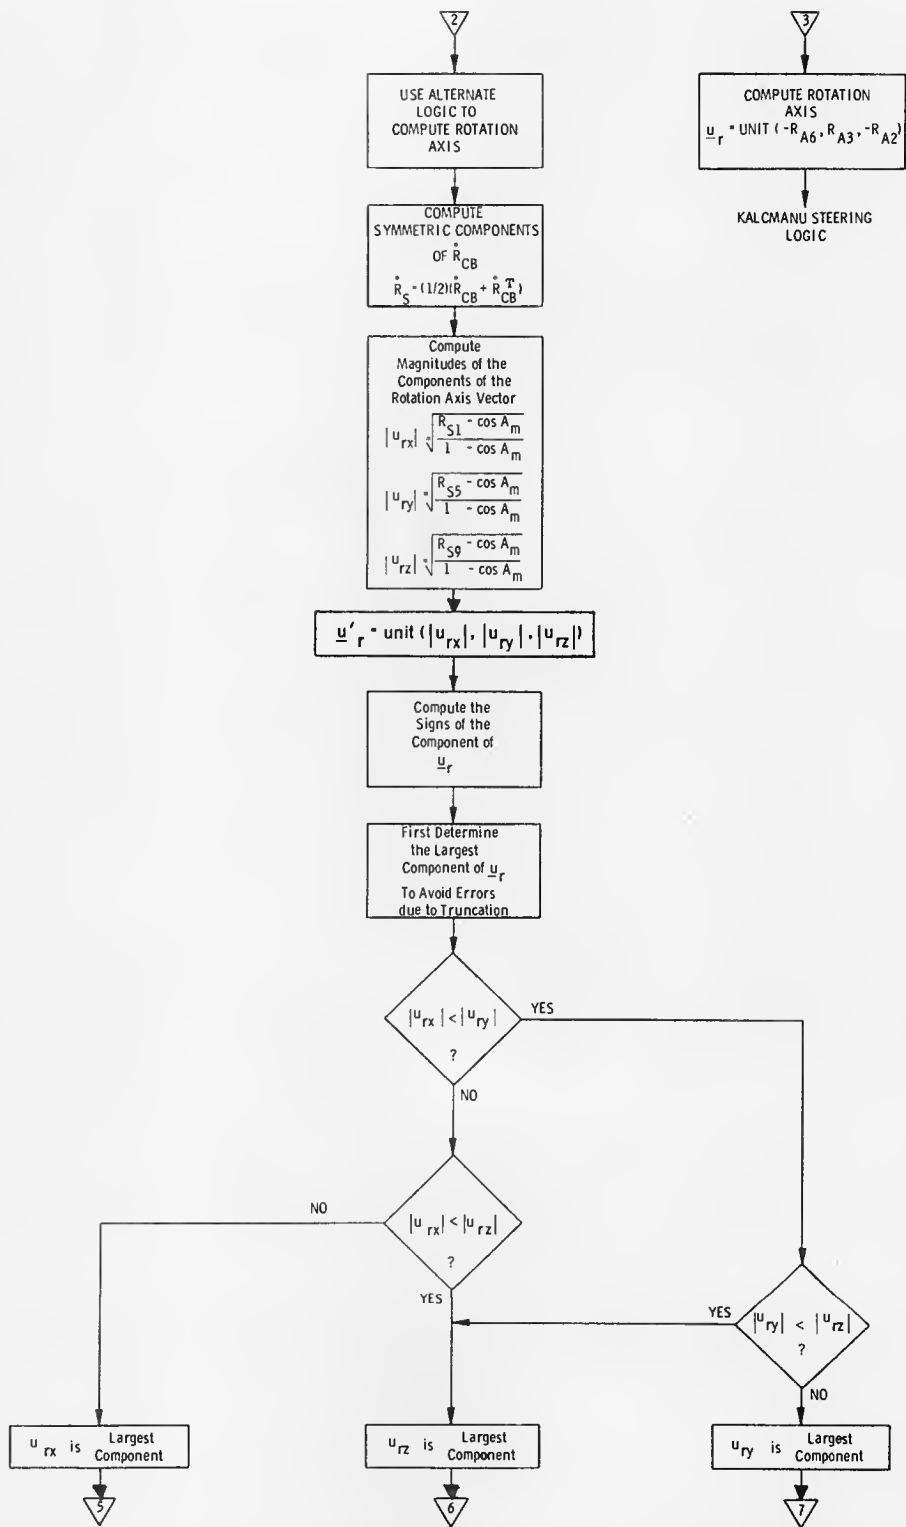 2
USE ALTERNATE
LOGIC TO
COMPUTE ROTATION
AXIS
COMPUTE
SYMMETRIC COMPONENTS
OF R*_CB
R*_S = (1/2)(R*_CB + R*_CB^T)
Compute
Magnitudes of the
Components of the
Rotation Axis Vector
|u_rx| = √((R_S1 - cos A_m)/(1 - cos A_m))
|u_ry| = √((R_S5 - cos A_m)/(1 - cos A_m))
|u_rz| = √((R_S9 - cos A_m)/(1 - cos A_m))
u'_r = unit (|u_rx|, |u_ry|, |u_rz|)
Compute the
Signs of the
Component of
u_r
First Determine
the Largest
Component of u_r
To Avoid Errors
due to Truncation
|u_rx| < |u_ry|
?
YES
NO
|u_rx| < |u_rz|
?
NO
YES
|u_ry| < |u_rz|
?
YES
NO
u_rx is Largest
Component
5
u_rz is Largest
Component
6
u_ry is Largest
Component
7
3
COMPUTE ROTATION
AXIS
u_r = UNIT (-R_A6, R_A3, -R_A2)
KALCMANU STEERING
LOGIC